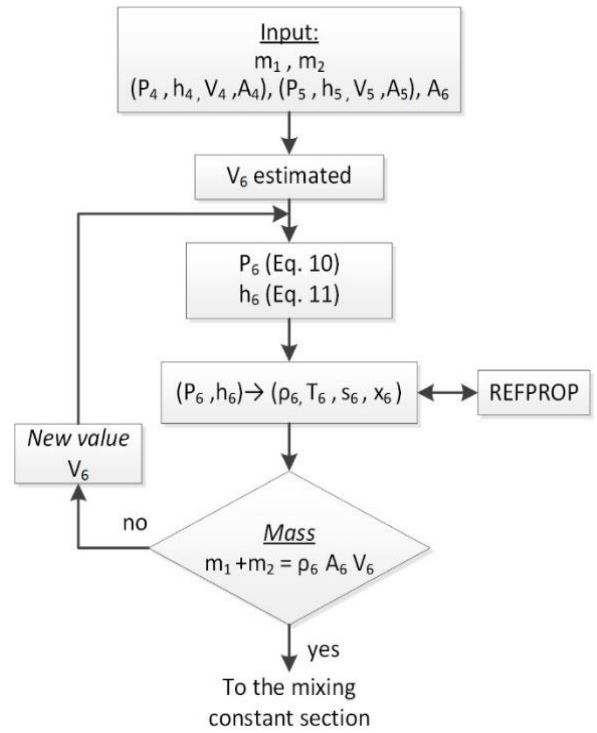 Input:
m₁ , m₂
(P₄ , h₄, V₄ ,A₄), (P₅ , h₅, V₅ ,A₅), A₆
V₆ estimated
P₆ (Eq. 10)
h₆ (Eq. 11)
(P₆ ,h₆)→ (ρ₆, T₆ , s₆ , x₆ )
REFPROP
New value
V₆
no
Mass
m₁ +m₂ = ρ₆ A₆ V₆
yes
To the mixing
constant section